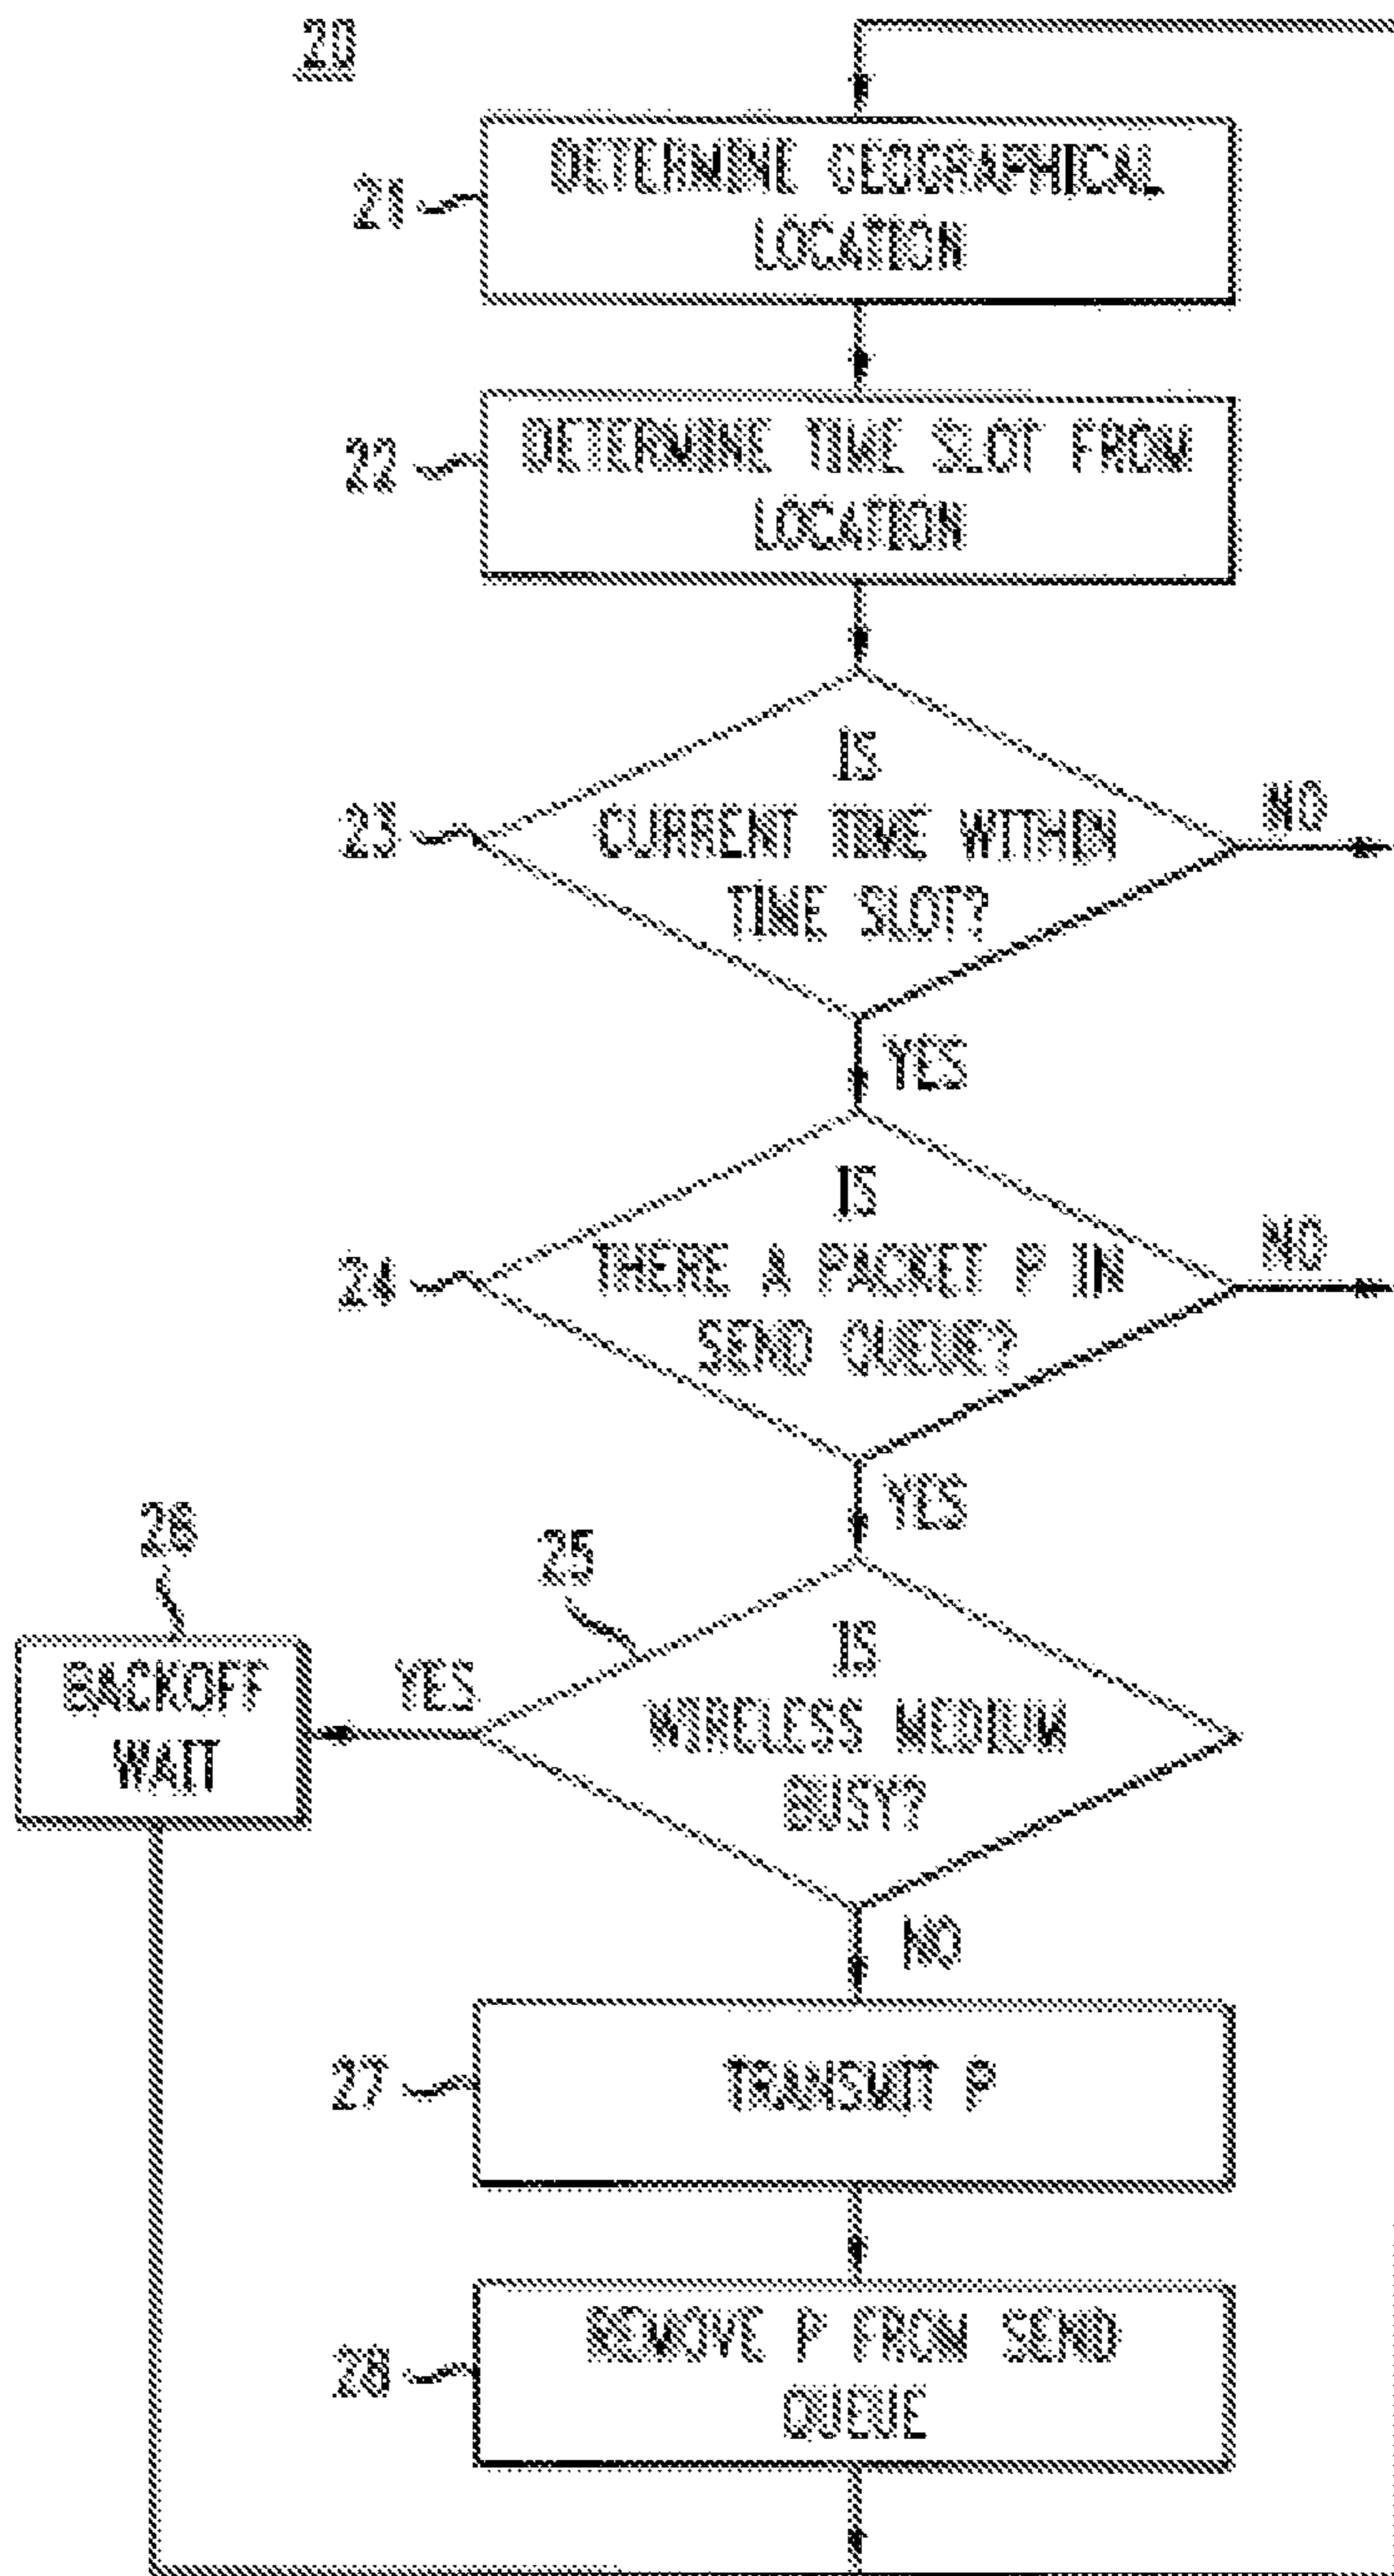 20
21
DETERMINE GEOGRAPHICAL
LOCATION
22
DETERMINE TIME SLOT FROM
LOCATION
23
IS
CURRENT TIME WITHIN
TIME SLOT?
NO
YES
24
IS
THERE A PACKET P IN
SEND QUEUE?
NO
YES
26
BACKOFF
WAIT
YES
25
IS
WIRELESS MEDIUM
BUSY?
NO
27
TRANSMIT P
28
REMOVE P FROM SEND
QUEUE